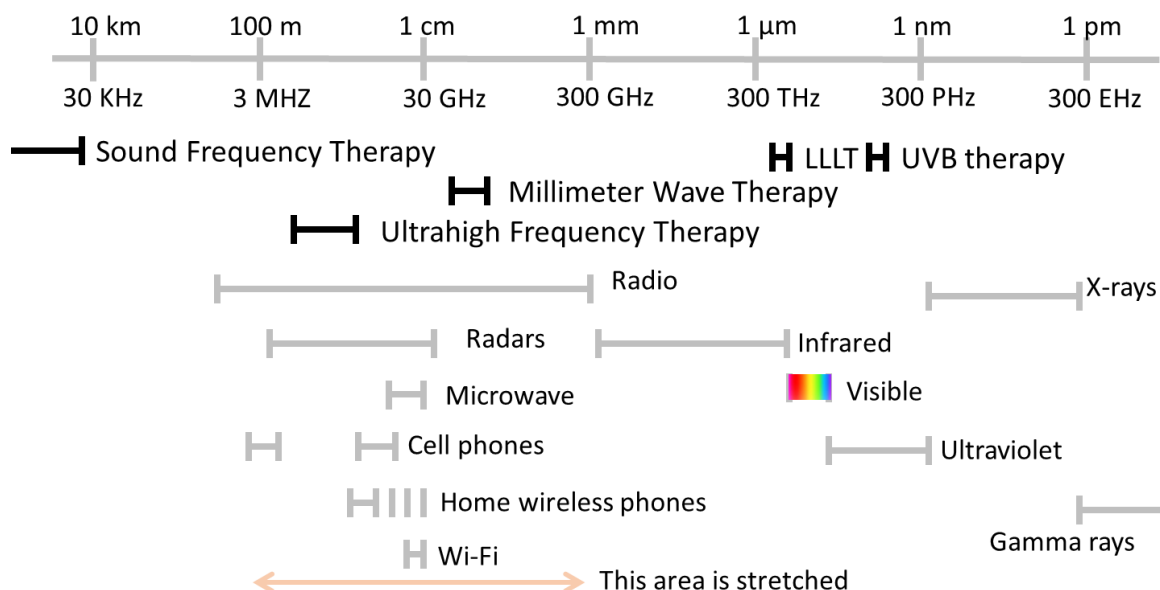 10 km 100 m 1 cm 1 mm 1 µm 1 nm 1 pm
30 KHz 3 MHZ 30 GHz 300 GHz 300 THz 300 PHz 300 EHz
Sound Frequency Therapy LLLT UVB therapy
Millimeter Wave Therapy
Ultrahigh Frequency Therapy
Radio X-rays
Radars Infrared
Microwave Visible
Cell phones Ultraviolet
Home wireless phones
Gamma rays
Wi-Fi
This area is stretched